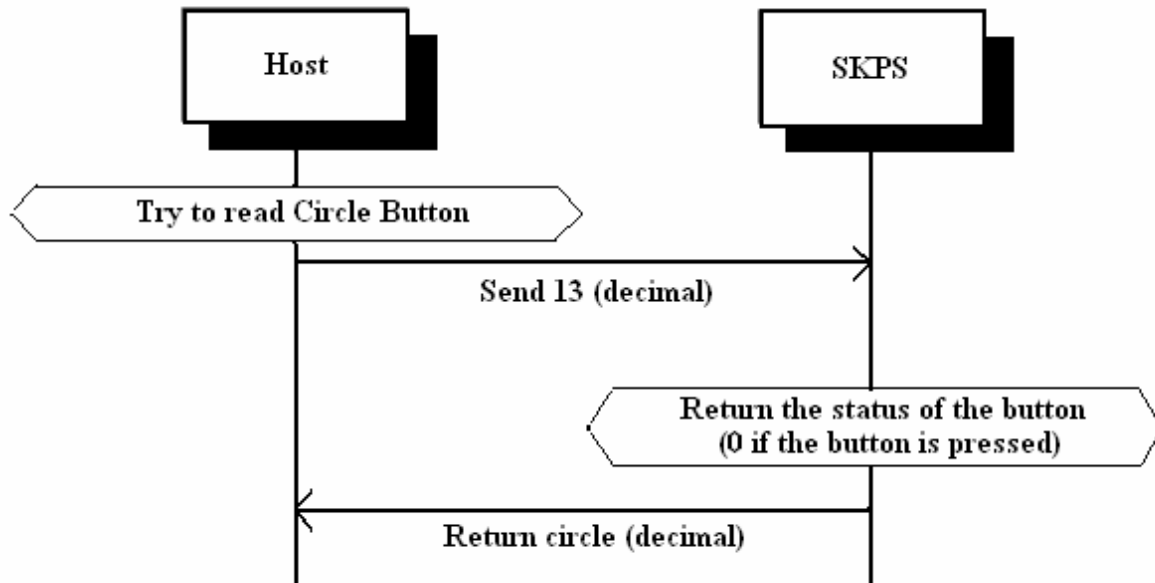 Host
SKPS
Try to read Circle Button
Send 13 (decimal)
Return the status of the button
(0 if the button is pressed)
Return circle (decimal)